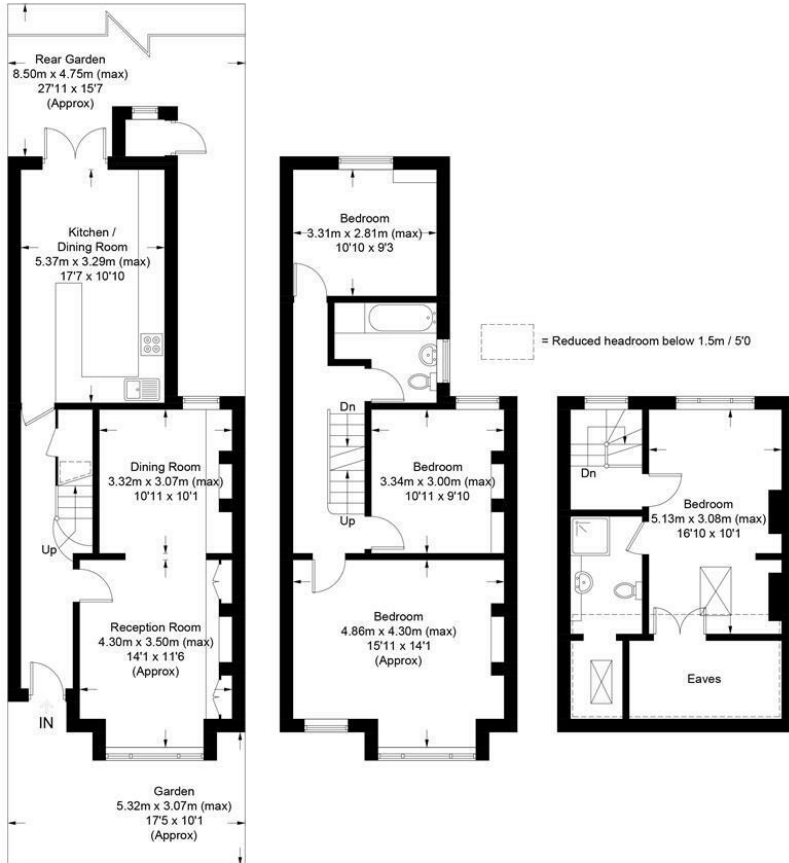 Rear Garden
8.50m x 4.75m (max)
27'11 x 15'7
(Approx)
Kitchen /
Dining Room
5.37m x 3.29m (max)
17'7 x 10'10
Dining Room
3.32m x 3.07m (max)
10'11 x 10'1
Up
Reception Room
4.30m x 3.50m (max)
14'1 x 11'6
(Approx)
IN
Garden
5.32m x 3.07m (max)
17'5 x 10'1
(Approx)
Bedroom
3.31m x 2.81m (max)
10'10 x 9'3
Dn
Bedroom
3.34m x 3.00m (max)
10'11 x 9'10
Up
Bedroom
4.86m x 4.30m (max)
15'11 x 14'1
(Approx)
= Reduced headroom below 1.5m / 5'0
Dn
Bedroom
5.13m x 3.08m (max)
16'10 x 10'1
Eaves